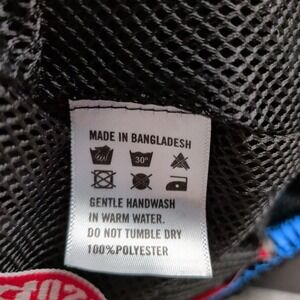 MADE IN BANGLADESH
30°
GENTLE HANDWASH
IN WARM WATER.
DO NOT TUMBLE DRY
100%POLYESTER